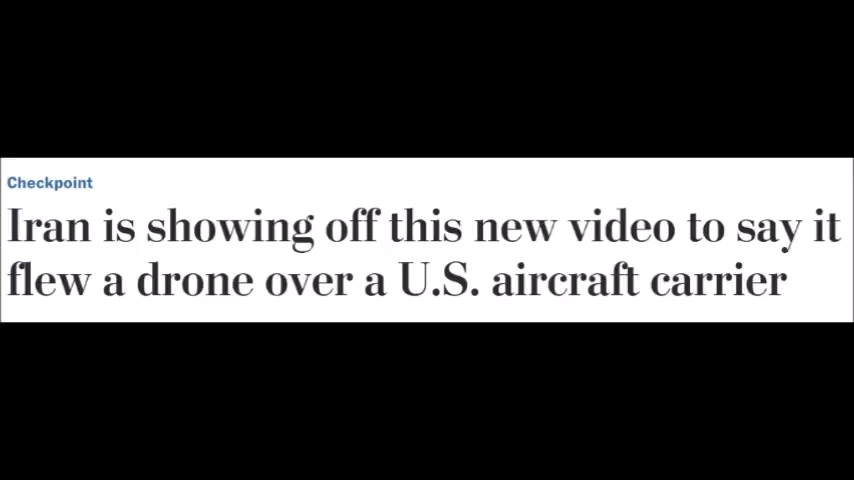 Checkpoint
Iran is showing off this new video to say it
flew a drone over a U.S. aircraft carrier